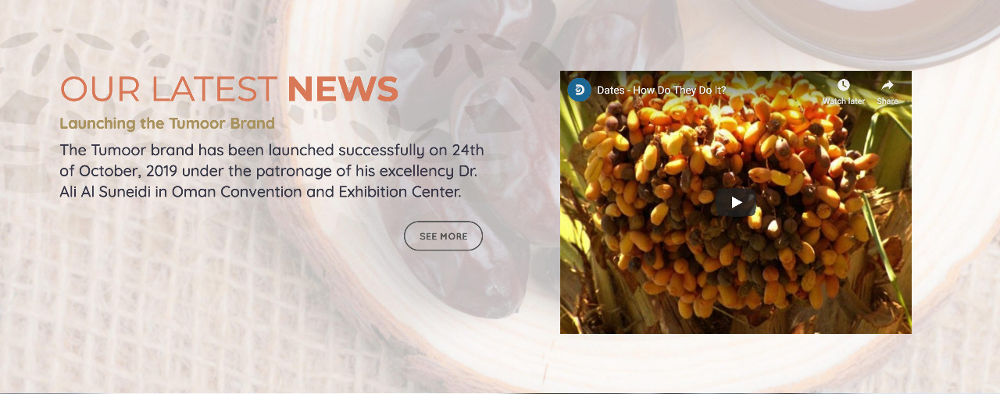 OUR LATEST NEWS
Launching the Tumoor Brand
The Tumoor brand has been launched successfully on 24th
of October, 2019 under the patronage of his excellency Dr.
Ali Al Suneidi in Oman Convention and Exhibition Center.
SEE MORE
Dates - How Do They Do It?
Watch later
Share